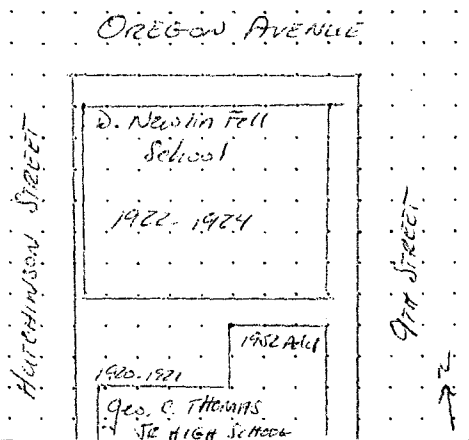 OREGON AVENUE
D. Newlin Fell
School
HUTCHINSON STREET
1922-1924
9TH STREET
1952 Add
1920-1921
Geo. C. THOMAS
JR HIGH SCHOOL
N